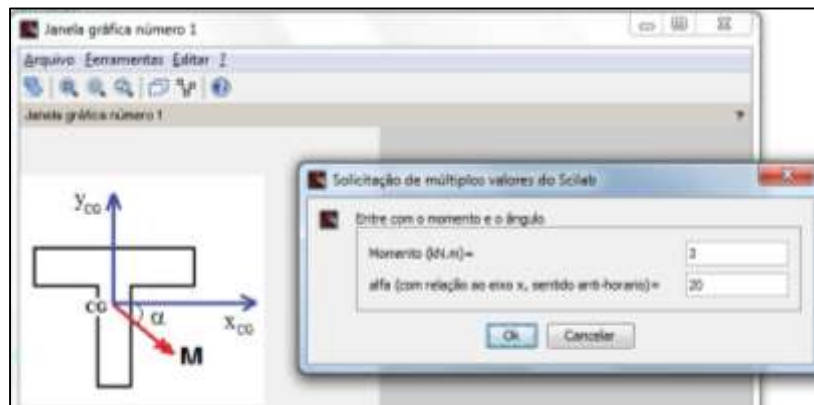 Janela gráfica número 1
Arquivo Ferramentas Editar ?
Janela gráfica número 1
?
Solicitação de múltiplos valores do Scilab
Entre com o momento e o ângulo
Momento (kN.m)=
alfa (com relação ao eixo x, sentido anti-horario)= 20
Ok Cancelar
y CG
CG α x CG
M